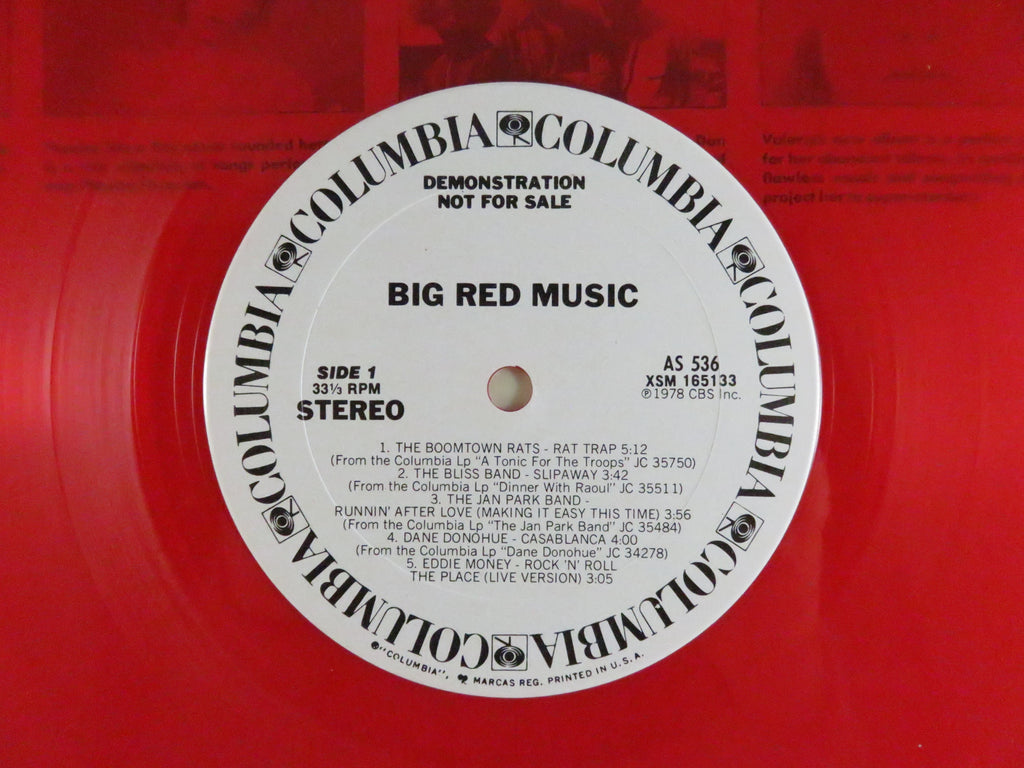 COLUMBIA COLUMBIA COLUMBIA COLUMBIA COLUMBIA COLUMBIA COLUMBIA COLUMBIA
DEMONSTRATION
NOT FOR SALE
BIG RED MUSIC
SIDE 1
33⅓ RPM
STEREO
AS 536
XSM 165133
℗1978 CBS Inc.
1. THE BOOMTOWN RATS - RAT TRAP 5:12
(From the Columbia Lp "A Tonic For The Troops" JC 35750)
2. THE BLISS BAND - SLIPAWAY 3:42
(From the Columbia Lp "Dinner With Raoul" JC 35511)
3. THE JAN PARK BAND -
RUNNIN' AFTER LOVE (MAKING IT EASY THIS TIME) 3:56
(From the Columbia Lp "The Jan Park Band" JC 35484)
4. DANE DONOHUE - CASABLANCA 4:00
(From the Columbia Lp "Dane Donohue" JC 34278)
5. EDDIE MONEY - ROCK 'N' ROLL
THE PLACE (LIVE VERSION) 3:05
®"COLUMBIA", MARCAS REG. PRINTED IN U.S.A.